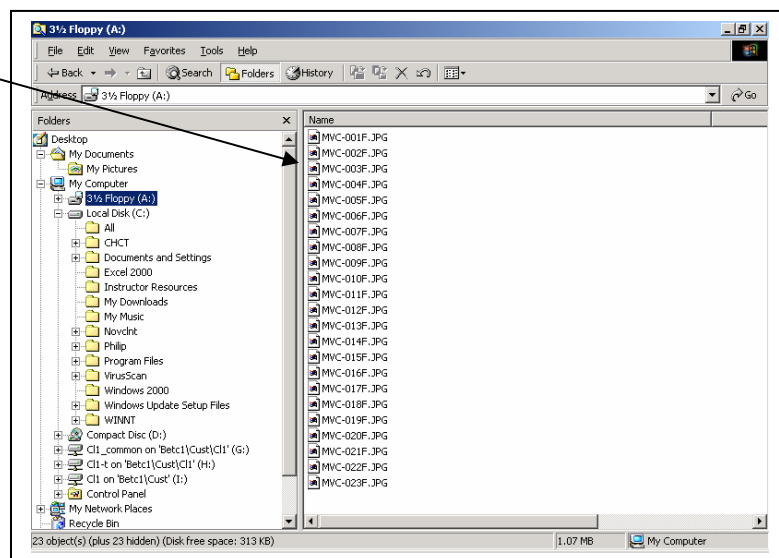 3½ Floppy (A:)
File Edit View Favorites Tools Help
Back Search Folders History
Address 3½ Floppy (A:) Go
Folders
Desktop
My Documents
My Pictures
My Computer
3½ Floppy (A:)
Local Disk (C:)
All
CHCT
Documents and Settings
Excel 2000
Instructor Resources
My Downloads
My Music
Novclnt
Philip
Program Files
VirusScan
Windows 2000
Windows Update Setup Files
WINNT
Compact Disc (D:)
Cl1_common on 'Betc1\Cust\Cl1' (G:)
Cl1-t on 'Betc1\Cust\Cl1' (H:)
Cl1 on 'Betc1\Cust' (I:)
Control Panel
My Network Places
Recycle Bin
Name
MVC-001F.JPG
MVC-002F.JPG
MVC-003F.JPG
MVC-004F.JPG
MVC-005F.JPG
MVC-006F.JPG
MVC-007F.JPG
MVC-008F.JPG
MVC-009F.JPG
MVC-010F.JPG
MVC-011F.JPG
MVC-012F.JPG
MVC-013F.JPG
MVC-014F.JPG
MVC-015F.JPG
MVC-016F.JPG
MVC-017F.JPG
MVC-018F.JPG
MVC-019F.JPG
MVC-020F.JPG
MVC-021F.JPG
MVC-022F.JPG
MVC-023F.JPG
23 object(s) (plus 23 hidden) (Disk free space: 313 KB) 1.07 MB My Computer